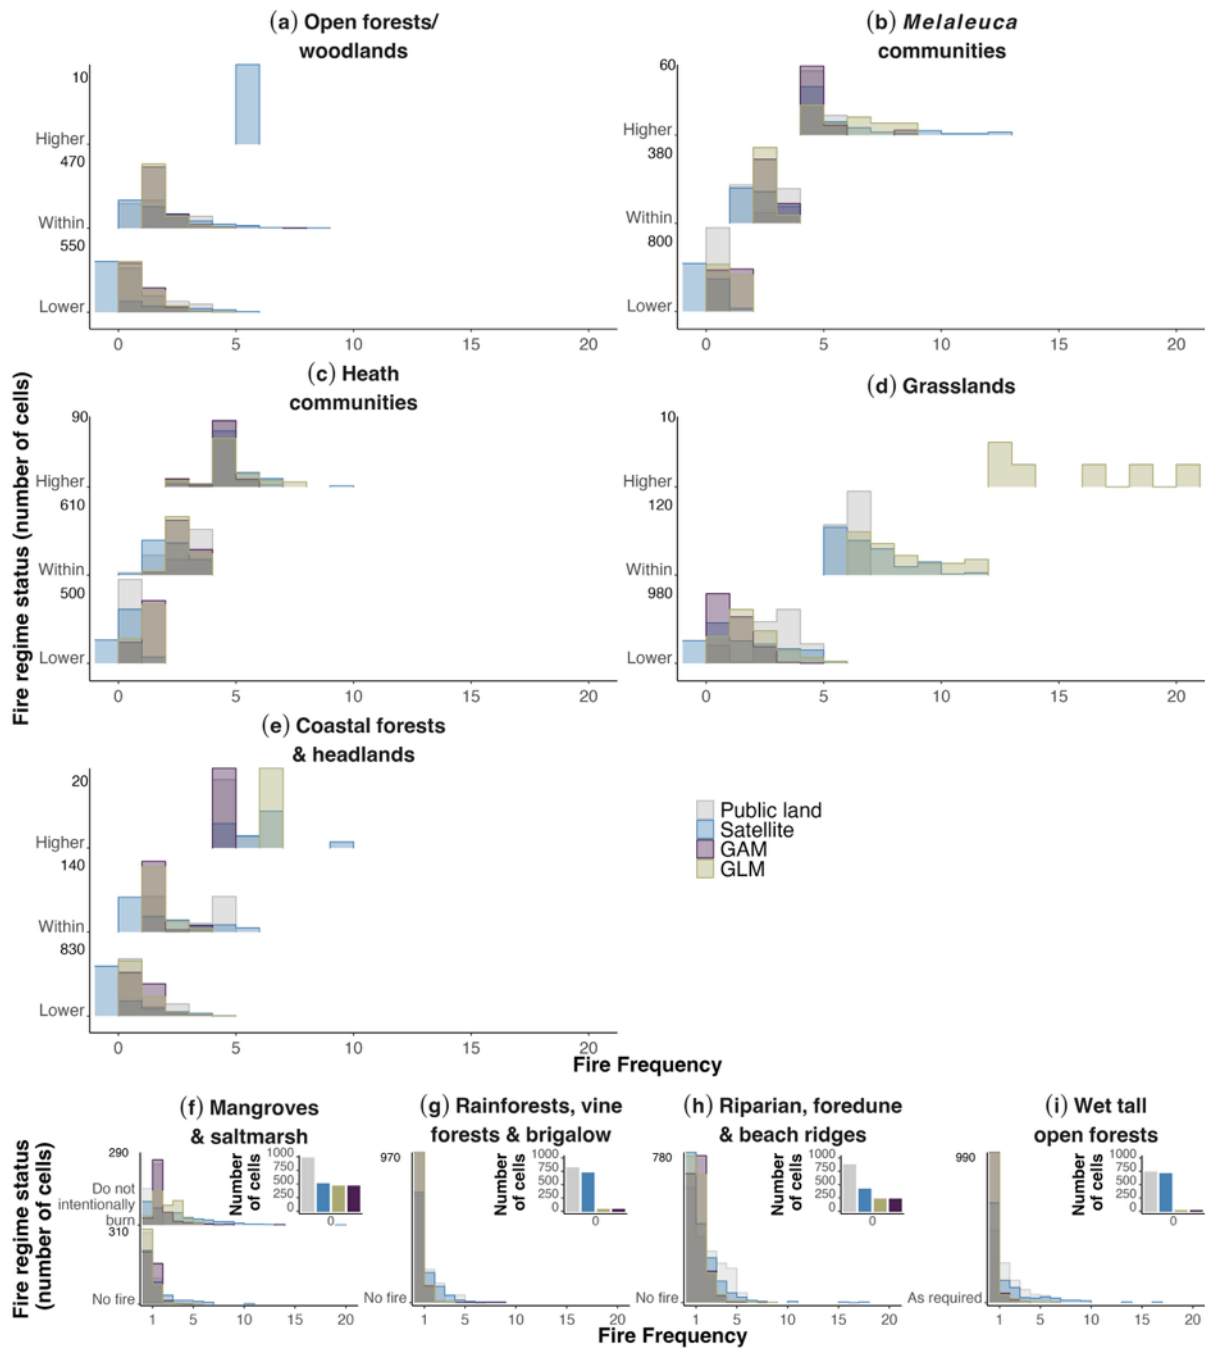 (a) Open forests/
woodlands
10
Higher
470
Within
550
Lower
0 5 10 15 20
(b) Melaleuca
communities
60
Higher
380
Within
800
Lower
0 5 10 15 20
Fire regime status (number of cells)
(c) Heath
communities
90
Higher
610
Within
500
Lower
0 5 10 15 20
(d) Grasslands
10
Higher
120
Within
980
Lower
0 5 10 15 20
(e) Coastal forests
& headlands
20
Higher
140
Within
830
Lower
0 5 10 15 20
Public land
Satellite
GAM
GLM
Fire Frequency
Fire regime status
(number of cells)
(f) Mangroves
& saltmarsh
290
Do not
intentionally
burn
310
No fire
1 5 10 15 20
Number
of cells
1000
750
500
250
0
0
(g) Rainforests, vine
forests & brigalow
970
No fire
1 5 10 15 20
Number
of cells
1000
750
500
250
0
0
(h) Riparian, foredune
& beach ridges
780
No fire
1 5 10 15 20
Number
of cells
1000
750
500
250
0
0
(i) Wet tall
open forests
990
As required
1 5 10 15 20
Number
of cells
1000
750
500
250
0
0
Fire Frequency